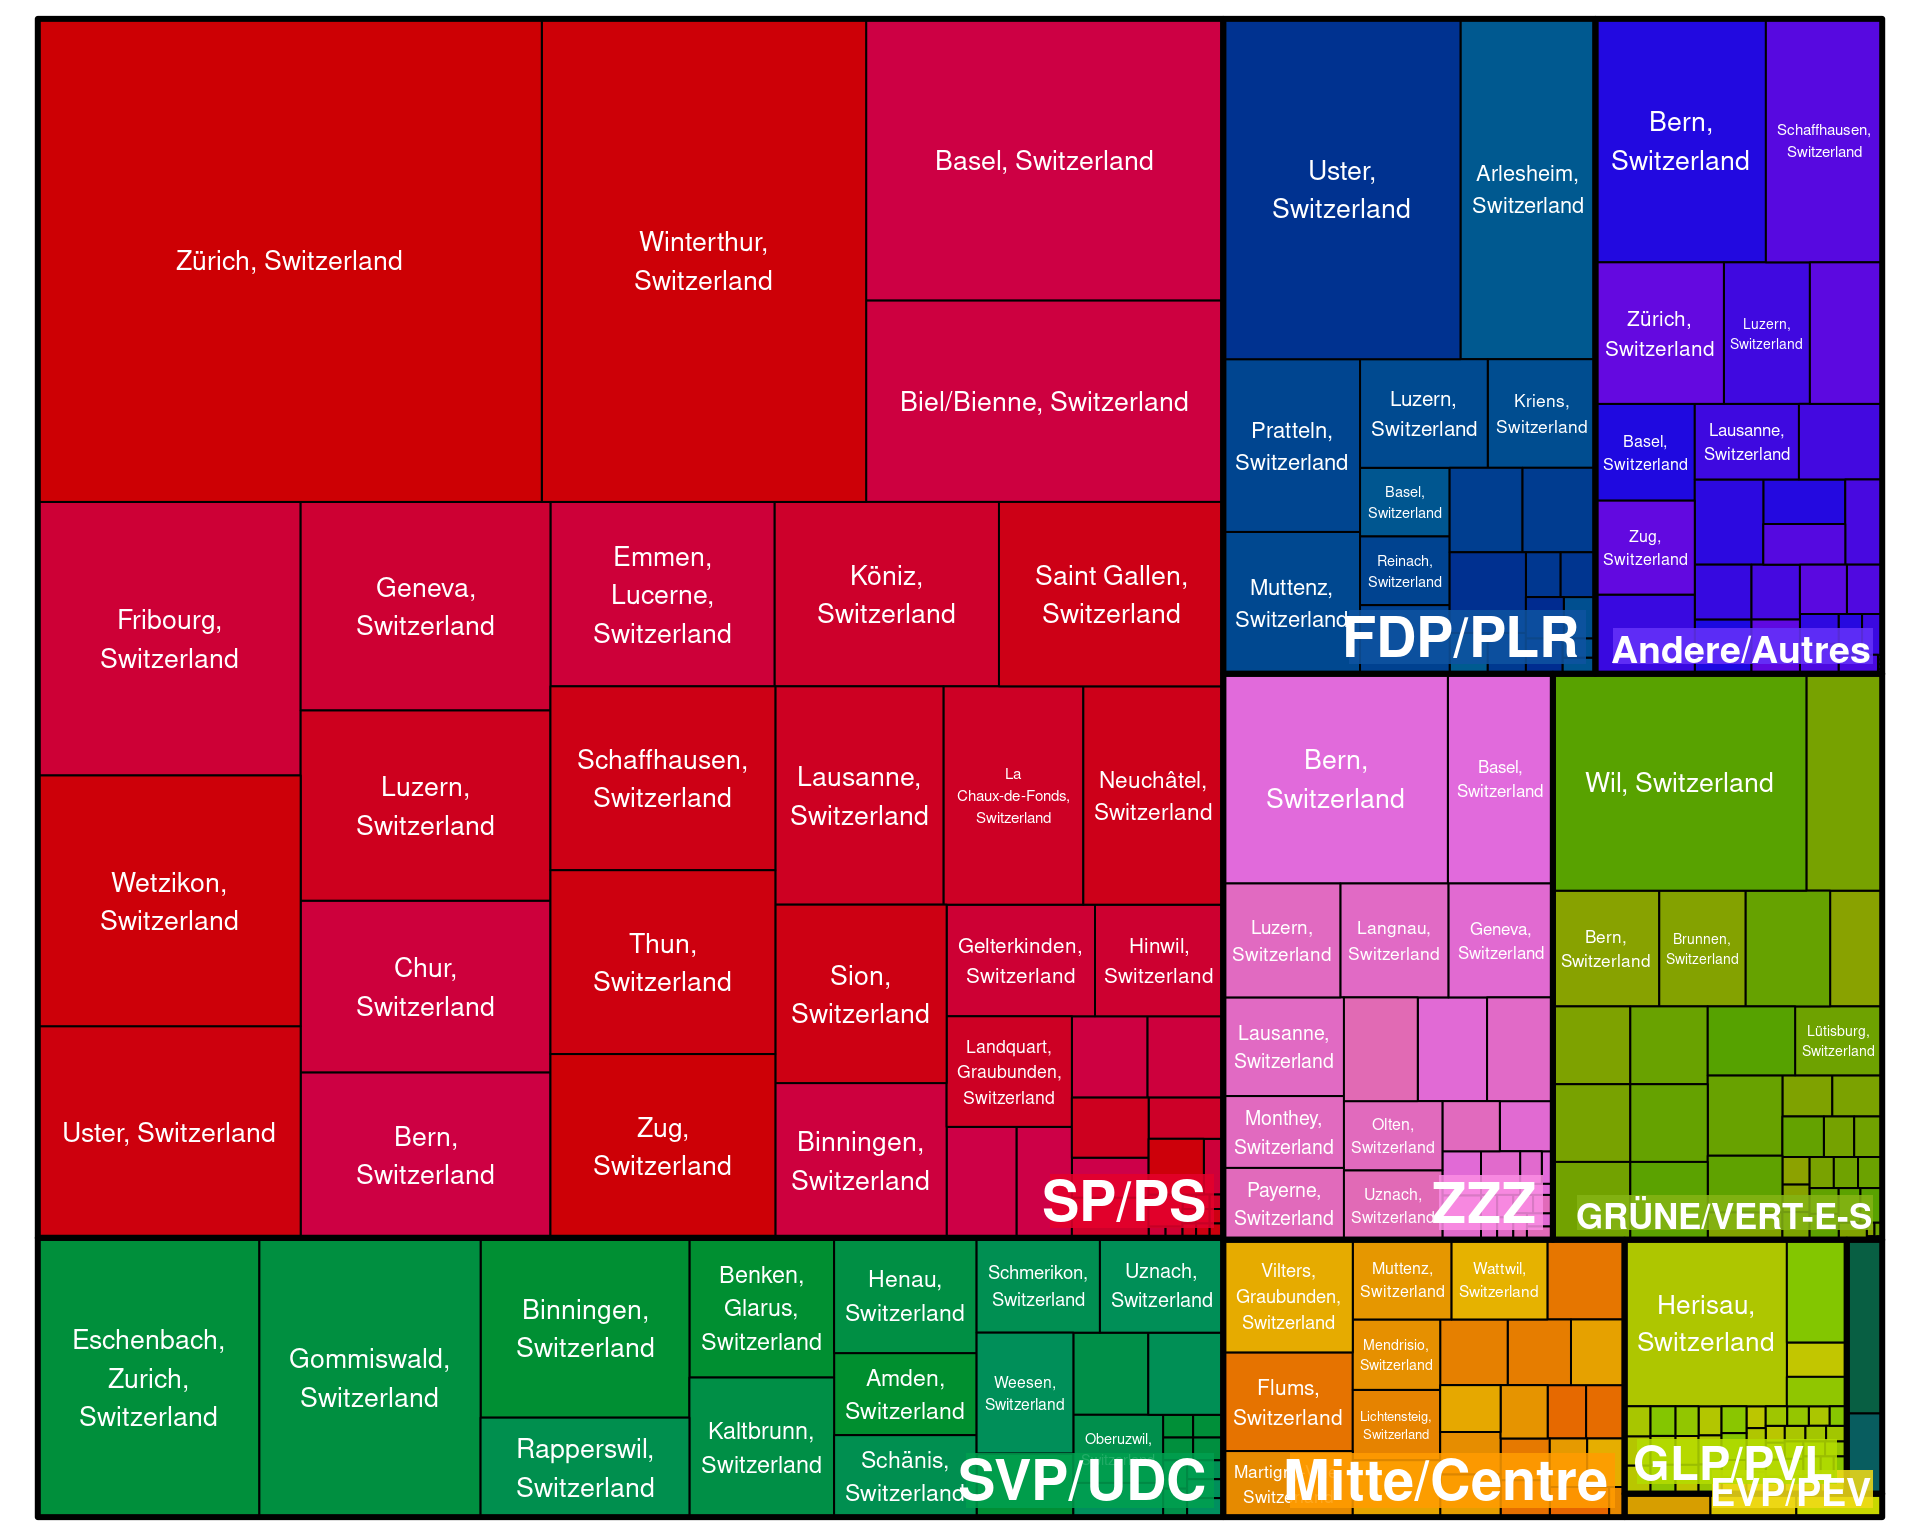 Zürich, Switzerland
Winterthur,
Switzerland
Basel, Switzerland
Biel/Bienne, Switzerland
Fribourg,
Switzerland
Geneva,
Switzerland
Emmen,
Lucerne,
Switzerland
Köniz,
Switzerland
Saint Gallen,
Switzerland
Wetzikon,
Switzerland
Luzern,
Switzerland
Schaffhausen,
Switzerland
Lausanne,
Switzerland
La
Chaux-de-Fonds,
Switzerland
Neuchâtel,
Switzerland
Uster, Switzerland
Chur,
Switzerland
Thun,
Switzerland
Sion,
Switzerland
Gelterkinden,
Switzerland
Hinwil,
Switzerland
Landquart,
Graubunden,
Switzerland
Bern,
Switzerland
Zug,
Switzerland
Binningen,
Switzerland
SP/PS
Uster,
Switzerland
Arlesheim,
Switzerland
Pratteln,
Switzerland
Luzern,
Switzerland
Kriens,
Switzerland
Basel,
Switzerland
Reinach,
Switzerland
Muttenz,
Switzerland
FDP/PLR
Bern,
Switzerland
Schaffhausen,
Switzerland
Zürich,
Switzerland
Luzern,
Switzerland
Basel,
Switzerland
Lausanne,
Switzerland
Zug,
Switzerland
Andere/Autres
Bern,
Switzerland
Basel,
Switzerland
Luzern,
Switzerland
Langnau,
Switzerland
Geneva,
Switzerland
Lausanne,
Switzerland
Monthey,
Switzerland
Olten,
Switzerland
Payerne,
Switzerland
Uznach,
Switzerland
ZZZ
Wil, Switzerland
Bern,
Switzerland
Brunnen,
Switzerland
Lütisburg,
Switzerland
GRÜNE/VERT-E-S
Eschenbach,
Zurich,
Switzerland
Gommiswald,
Switzerland
Binningen,
Switzerland
Rapperswil,
Switzerland
Benken,
Glarus,
Switzerland
Kaltbrunn,
Switzerland
Henau,
Switzerland
Amden,
Switzerland
Schänis,
Switzerland
Schmerikon,
Switzerland
Uznach,
Switzerland
Weesen,
Switzerland
Oberuzwil,
SVP/UDC
Vilters,
Graubunden,
Switzerland
Muttenz,
Switzerland
Wattwil,
Switzerland
Mendrisio,
Switzerland
Flums,
Switzerland
Lichtensteig,
Switzerland
Mitte/Centre
Herisau,
Switzerland
GLP/PVL
EVP/PEV